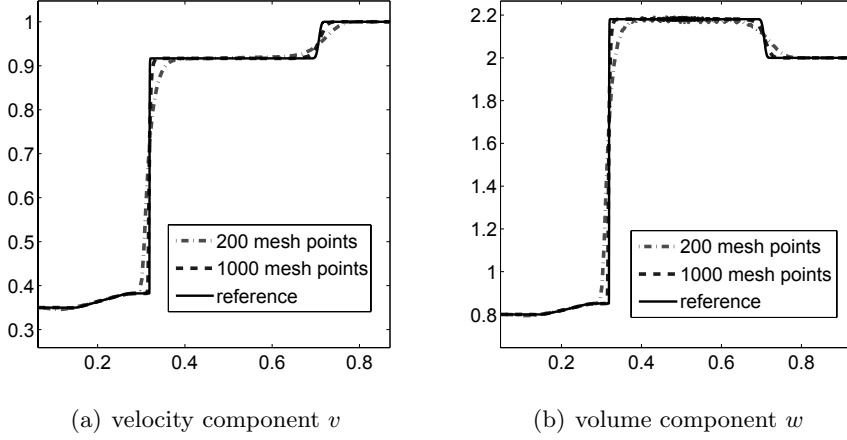 1
0.9
0.8
0.7
0.6
0.5
0.4
0.3
0.2 0.4 0.6 0.8
200 mesh points
1000 mesh points
reference
(a) velocity component v
2.2
2
1.8
1.6
1.4
1.2
1
0.8
0.2 0.4 0.6 0.8
200 mesh points
1000 mesh points
reference
(b) volume component w